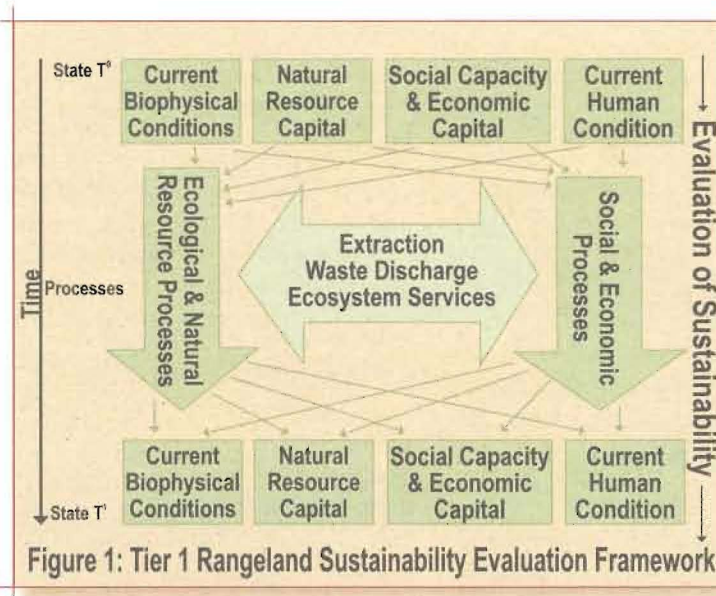 State T⁰
Current
Biophysical
Conditions
Natural
Resource
Capital
Social Capacity
& Economic
Capital
Current
Human
Condition
Evaluation of Sustainability
Time
Processes
Ecological & Natural
Resource Processes
Extraction
Waste Discharge
Ecosystem Services
Social & Economic
Processes
Current
Biophysical
Conditions
Natural
Resource
Capital
Social Capacity
& Economic
Capital
Current
Human
Condition
State T¹
Figure 1: Tier 1 Rangeland Sustainability Evaluation Framework